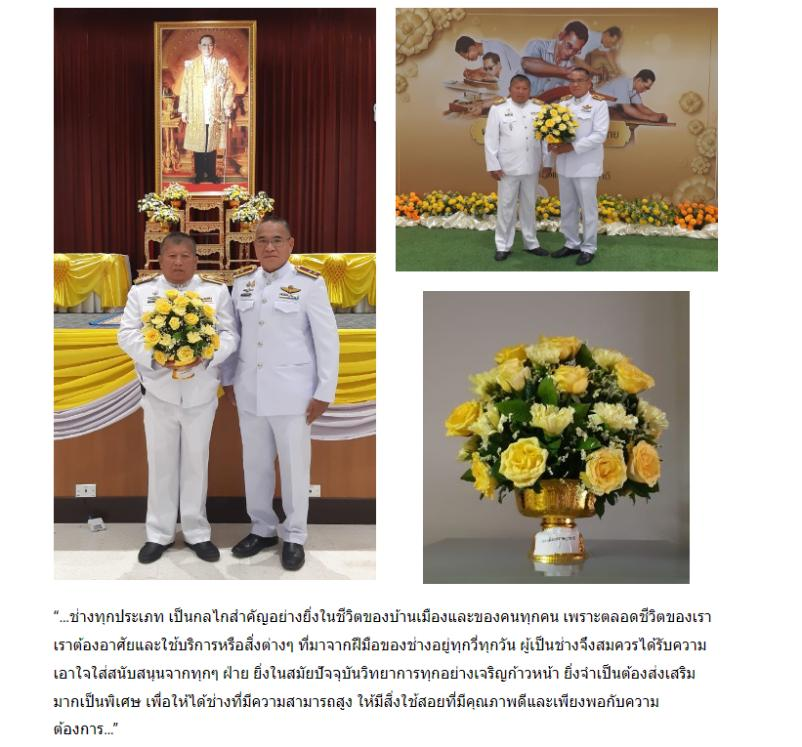 “...ช่างทุกประเภท เป็นกลไกสำคัญอย่างยิ่งในชีวิตของบ้านเมืองและของคนทุกคน เพราะตลอดชีวิตของเรา
เราต้องอาศัยและใช้บริการหรือสิ่งต่างๆ ที่มาจากฝีมือของช่างอยู่ทุกวี่ทุกวัน ผู้เป็นช่างจึงสมควรได้รับความ
เอาใจใส่สนับสนุนจากทุกๆ ฝ่าย ยิ่งในสมัยปัจจุบันวิทยาการทุกอย่างเจริญก้าวหน้า ยิ่งจำเป็นต้องส่งเสริม
มากเป็นพิเศษ เพื่อให้ได้ช่างที่มีความสามารถสูง ให้มีสิ่งใช้สอยที่มีคุณภาพดีและเพียงพอกับความ
ต้องการ...”